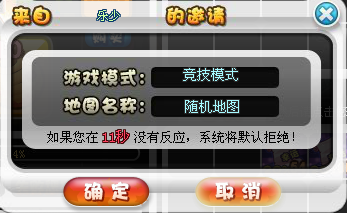 来自 乐少 的邀请
游戏模式： 竞技模式
地图名称： 随机地图
如果您在 11秒 没有反应，系统将默认拒绝！
4%
确定 取消